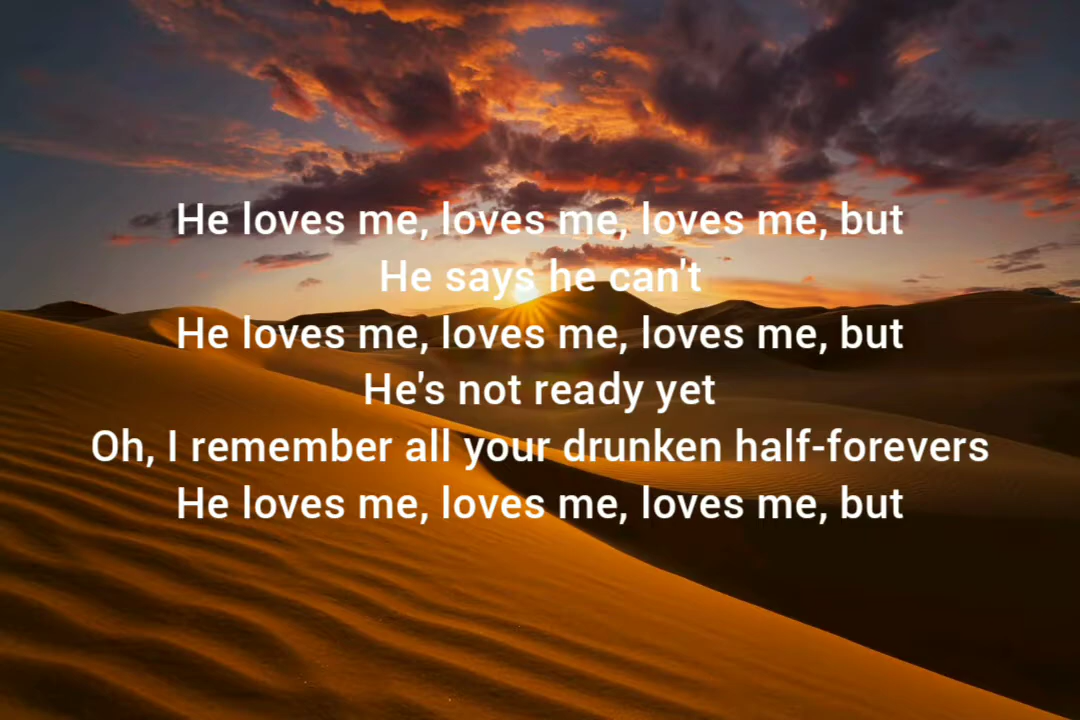 He loves me, loves me, loves me, but
He says he can't
He loves me, loves me, loves me, but
He's not ready yet
Oh, I remember all your drunken half-forevers
He loves me, loves me, loves me, but